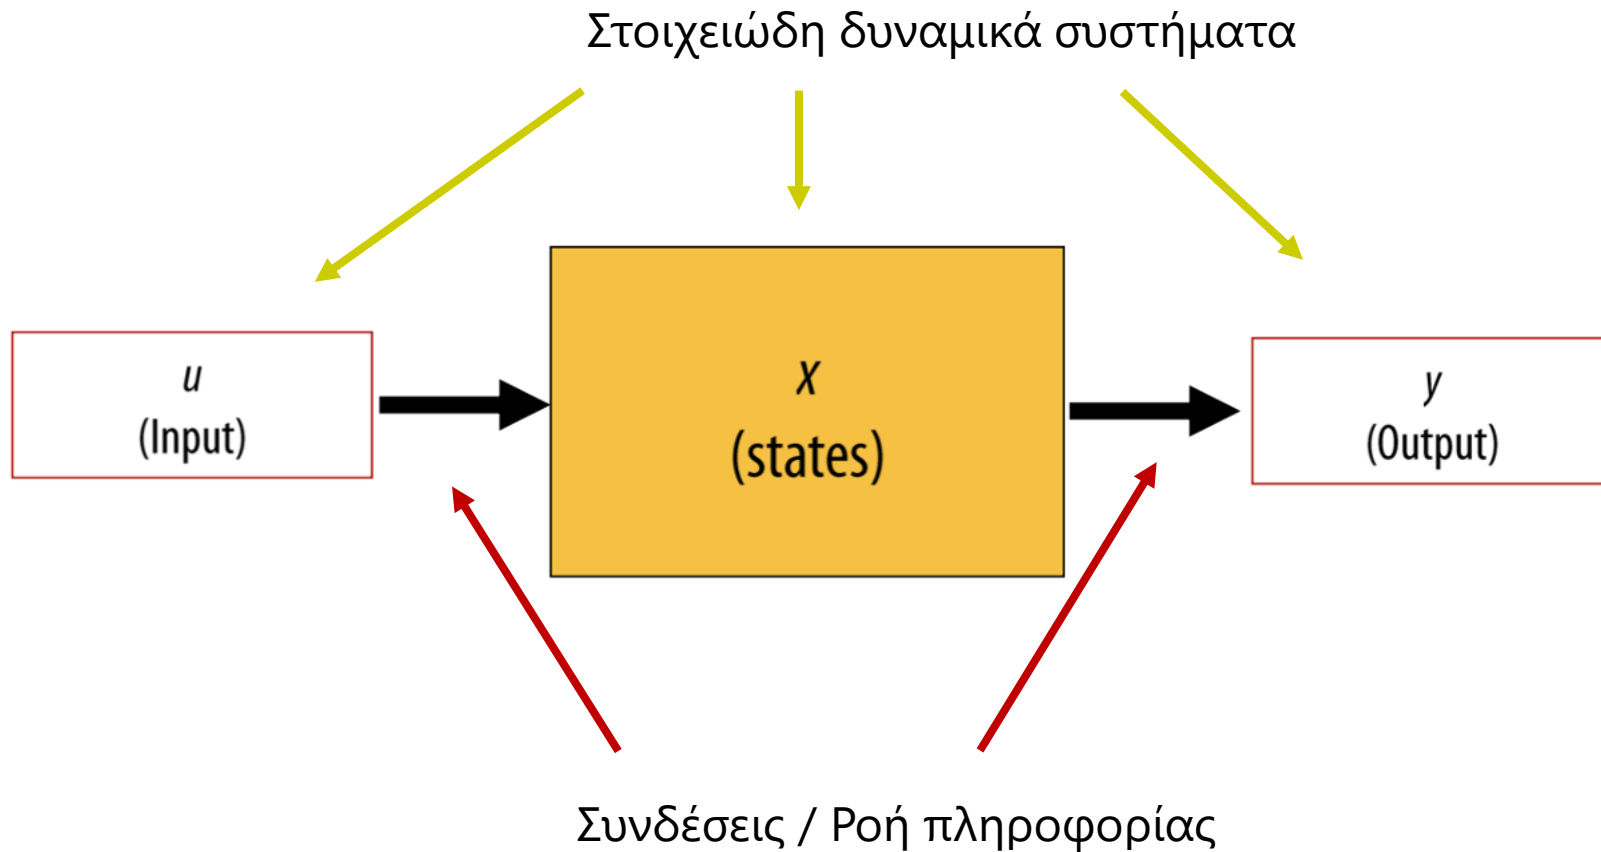 Στοιχειώδη δυναμικά συστήματα
u
(Input)
x
(states)
y
(Output)
Συνδέσεις / Ροή πληροφορίας